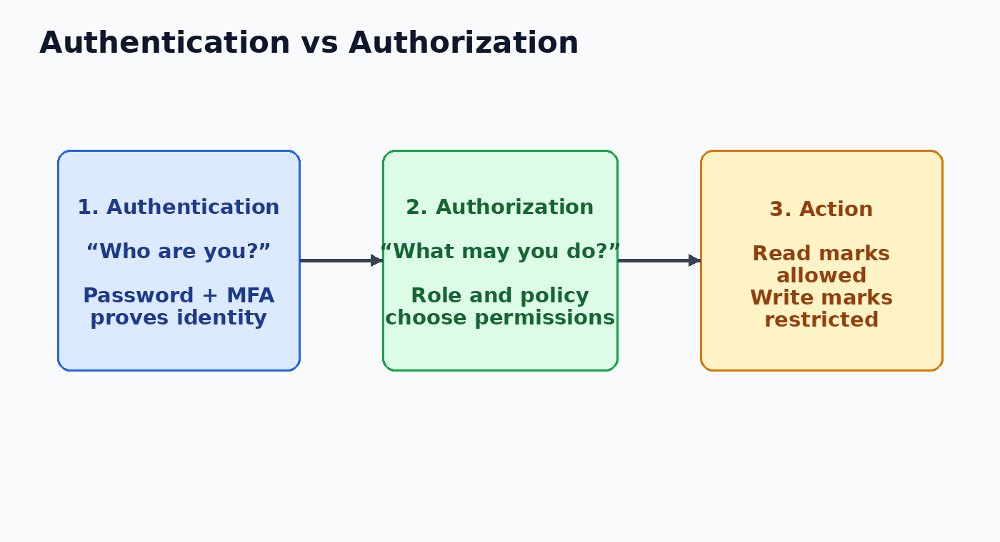 Authentication vs Authorization
1. Authentication
“Who are you?”
Password + MFA
proves identity
2. Authorization
“What may you do?”
Role and policy
choose permissions
3. Action
Read marks
allowed
Write marks
restricted